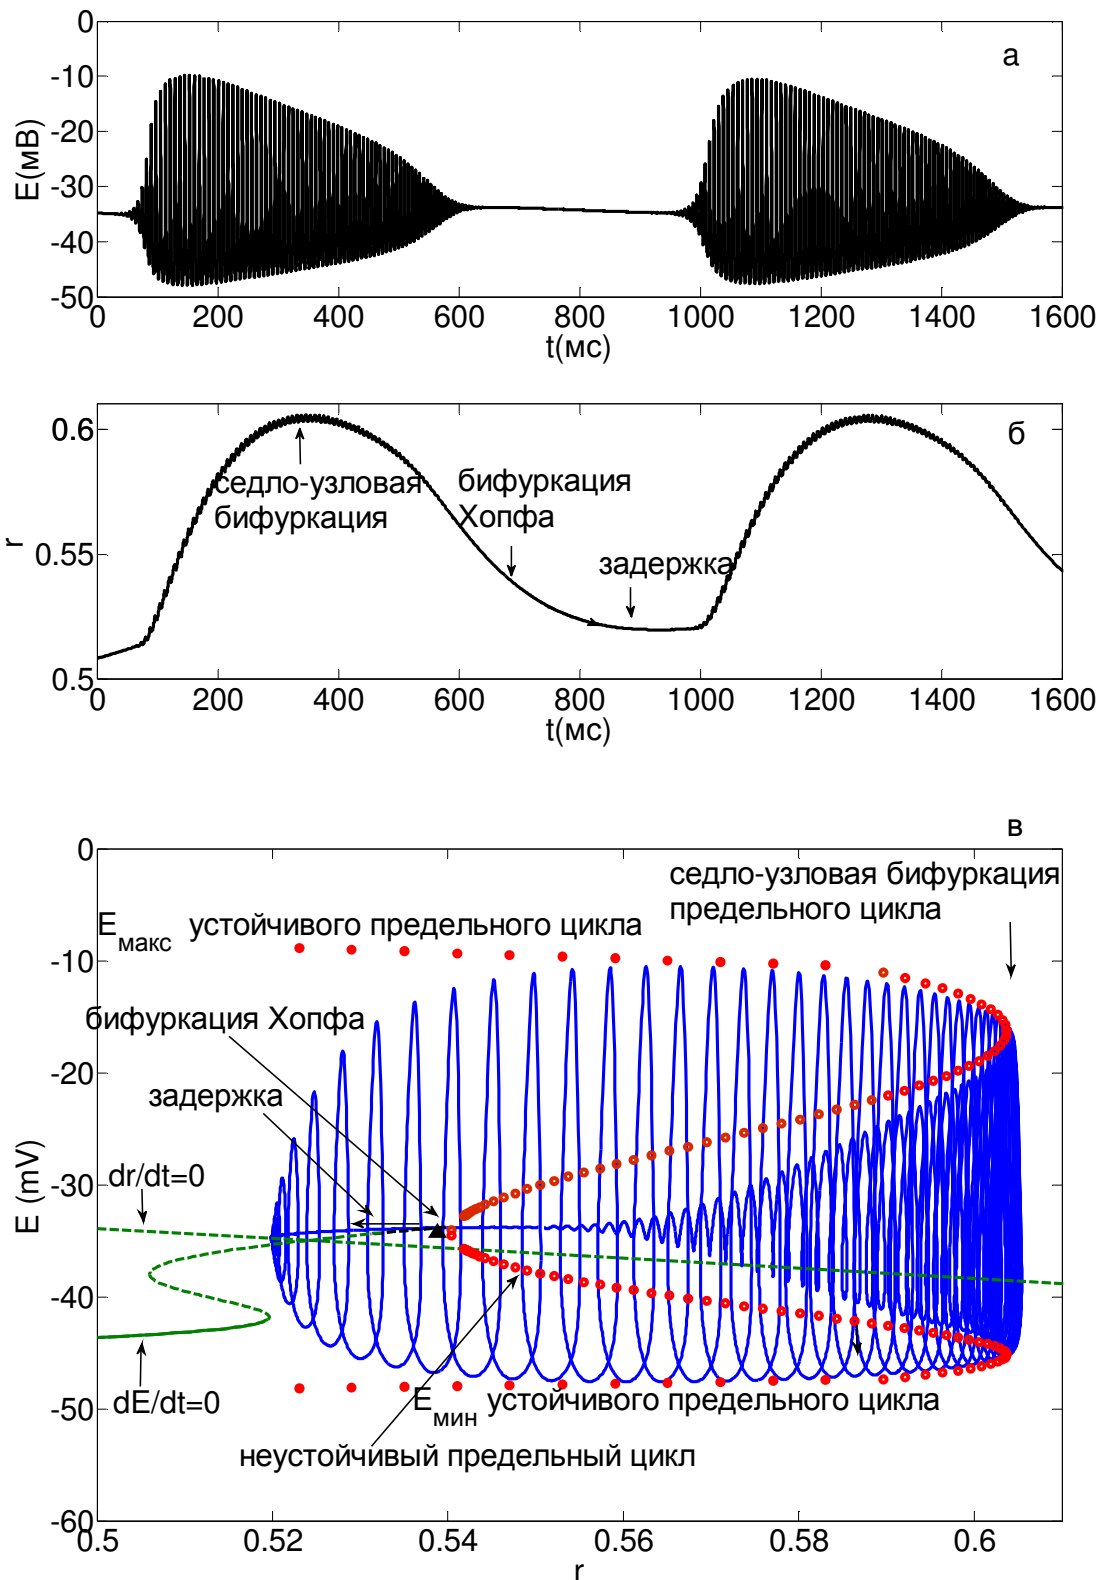 0
-10
-20
-30
-40
-50
E(мВ)
а
0 200 400 600 800 1000 1200 1400 1600
t(мс)
0.6
0.55
0.5
r
б
седло-узловая
бифуркация
бифуркация
Хопфа
задержка
0 200 400 600 800 1000 1200 1400 1600
t(мс)
в
0
-10
-20
-30
-40
-50
-60
E (mV)
седло-узловая бифуркация
предельного цикла
Eмакс устойчивого предельного цикла
бифуркация Хопфа
задержка
dr/dt=0
dE/dt=0
Eмин устойчивого предельного цикла
неустойчивый предельный цикл
0.5 0.52 0.54 0.56 0.58 0.6
r